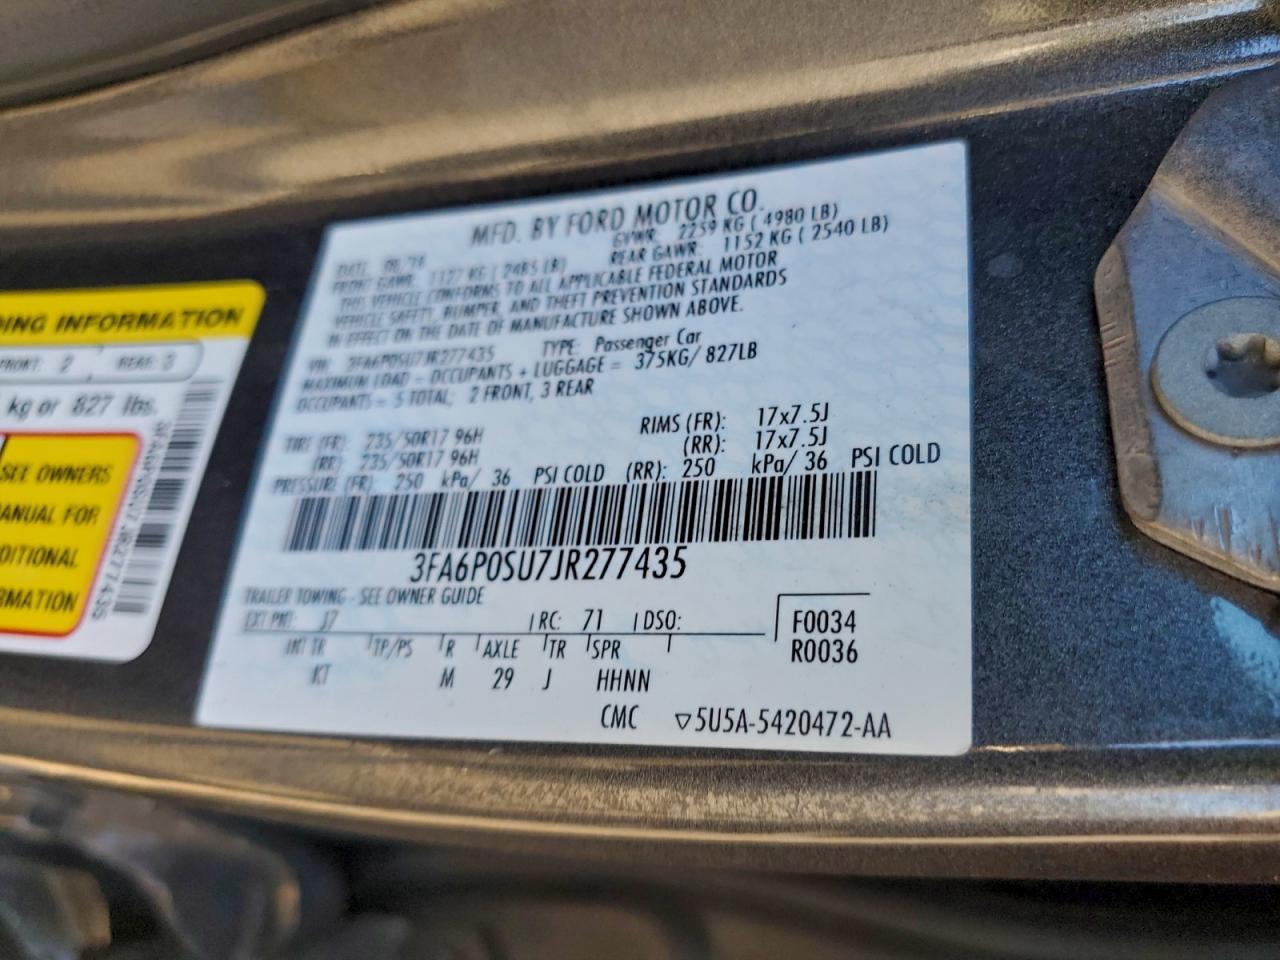 MFD. BY FORD MOTOR CO.
DATE: 08/18 GVWR: 2259 KG ( 4980 LB)
FRONT GAWR: 1127 KG ( 2485 LB) REAR GAWR: 1152 KG ( 2540 LB)
THIS VEHICLE CONFORMS TO ALL APPLICABLE FEDERAL MOTOR
VEHICLE SAFETY, BUMPER, AND THEFT PREVENTION STANDARDS
IN EFFECT ON THE DATE OF MANUFACTURE SHOWN ABOVE.
VIN: 3FA6P0SU7JR277435 TYPE: Passenger Car
MAXIMUM LOAD = OCCUPANTS + LUGGAGE = 375KG/ 827LB
OCCUPANTS = 5 TOTAL; 2 FRONT, 3 REAR
TIRE (FR): 235/50R17 96H RIMS (FR): 17x7.5J
(RR) 235/50R17 96H (RR): 17x7.5J
PRESSURE (FR) 250 kPa/ 36 PSI COLD (RR): 250 kPa/ 36 PSI COLD
3FA6P0SU7JR277435
TRAILER TOWING - SEE OWNER GUIDE
EXT PNT: J7 RC: 71 DSO: F0034
INT TR TP/PS R AXLE TR SPR R0036
KT M 29 J HHNN
CMC ▽5U5A-5420472-AA
DING INFORMATION
FRONT: 2 REAR: 3
kg or 827 lbs.
SEE OWNERS
ANUAL FOR
DITIONAL
RMATION
3FA6P0SU7JR277435